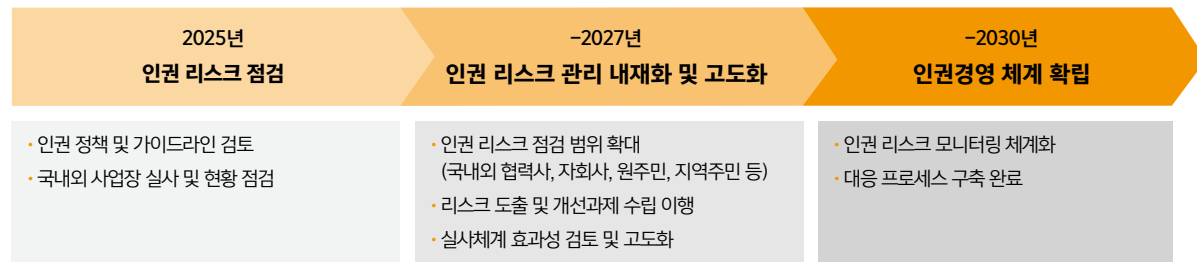 2025년
인권 리스크 점검
–2027년
인권 리스크 관리 내재화 및 고도화
–2030년
인권경영 체계 확립
· 인권 정책 및 가이드라인 검토
· 국내외 사업장 실사 및 현황 점검
· 인권 리스크 점검 범위 확대
(국내외 협력사, 자회사, 원주민, 지역주민 등)
· 리스크 도출 및 개선과제 수립 이행
· 실사체계 효과성 검토 및 고도화
· 인권 리스크 모니터링 체계화
· 대응 프로세스 구축 완료